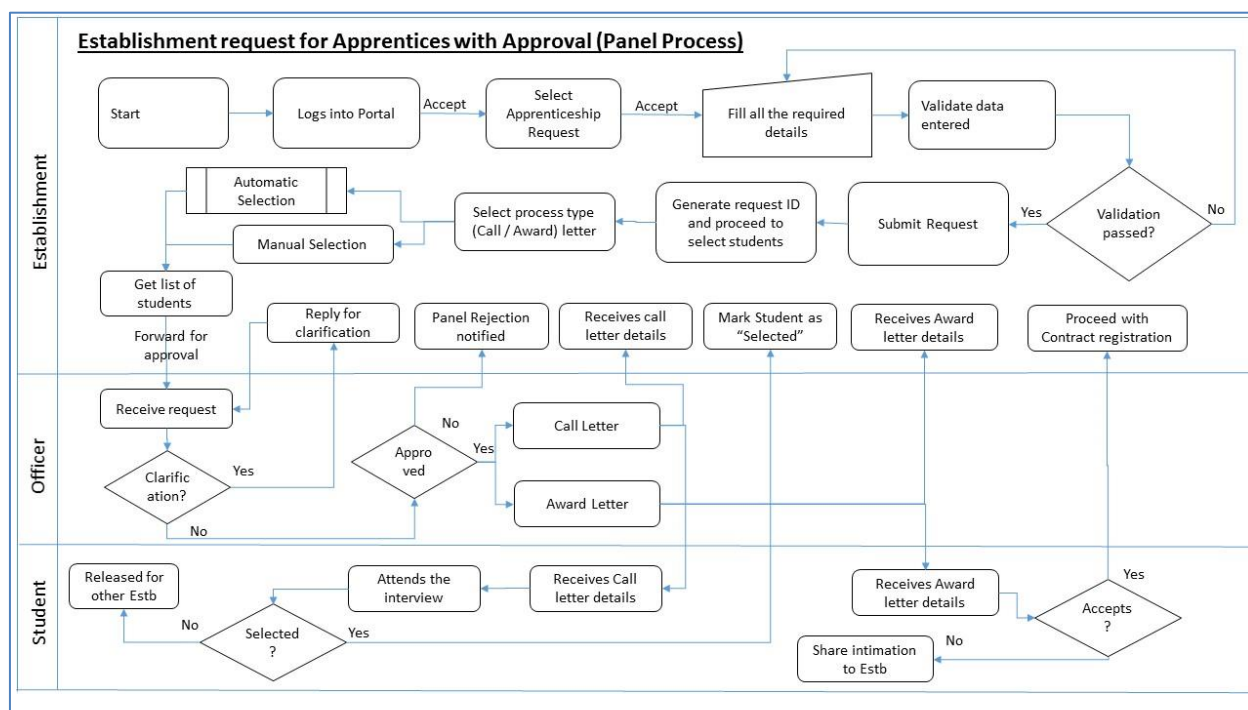 Establishment request for Apprentices with Approval (Panel Process)
Establishment
Start
Logs into Portal
Accept
Select
Apprenticeship
Request
Accept
Fill all the required
details
Validate data
entered
Automatic
Selection
Manual Selection
Select process type
(Call / Award) letter
Generate request ID
and proceed to
select students
Submit Request
Yes
Validation
passed?
No
Get list of
students
Forward for
approval
Reply for
clarification
Panel Rejection
notified
Receives call
letter details
Mark Student as
“Selected”
Receives Award
letter details
Proceed with
Contract registration
Officer
Receive request
Clarific
ation?
Yes
No
Appro
ved
No
Yes
Call Letter
Award Letter
Student
Released for
other Estb
No
Selected
?
Yes
Attends the
interview
Receives Call
letter details
Receives Award
letter details
Yes
Accepts
?
No
Share intimation
to Estb